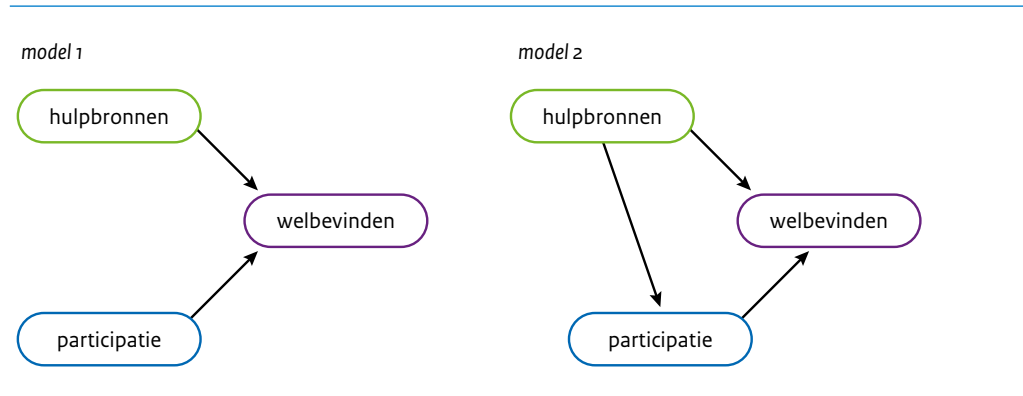 model 1
hulpbronnen
welbevinden
participatie
model 2
hulpbronnen
welbevinden
participatie